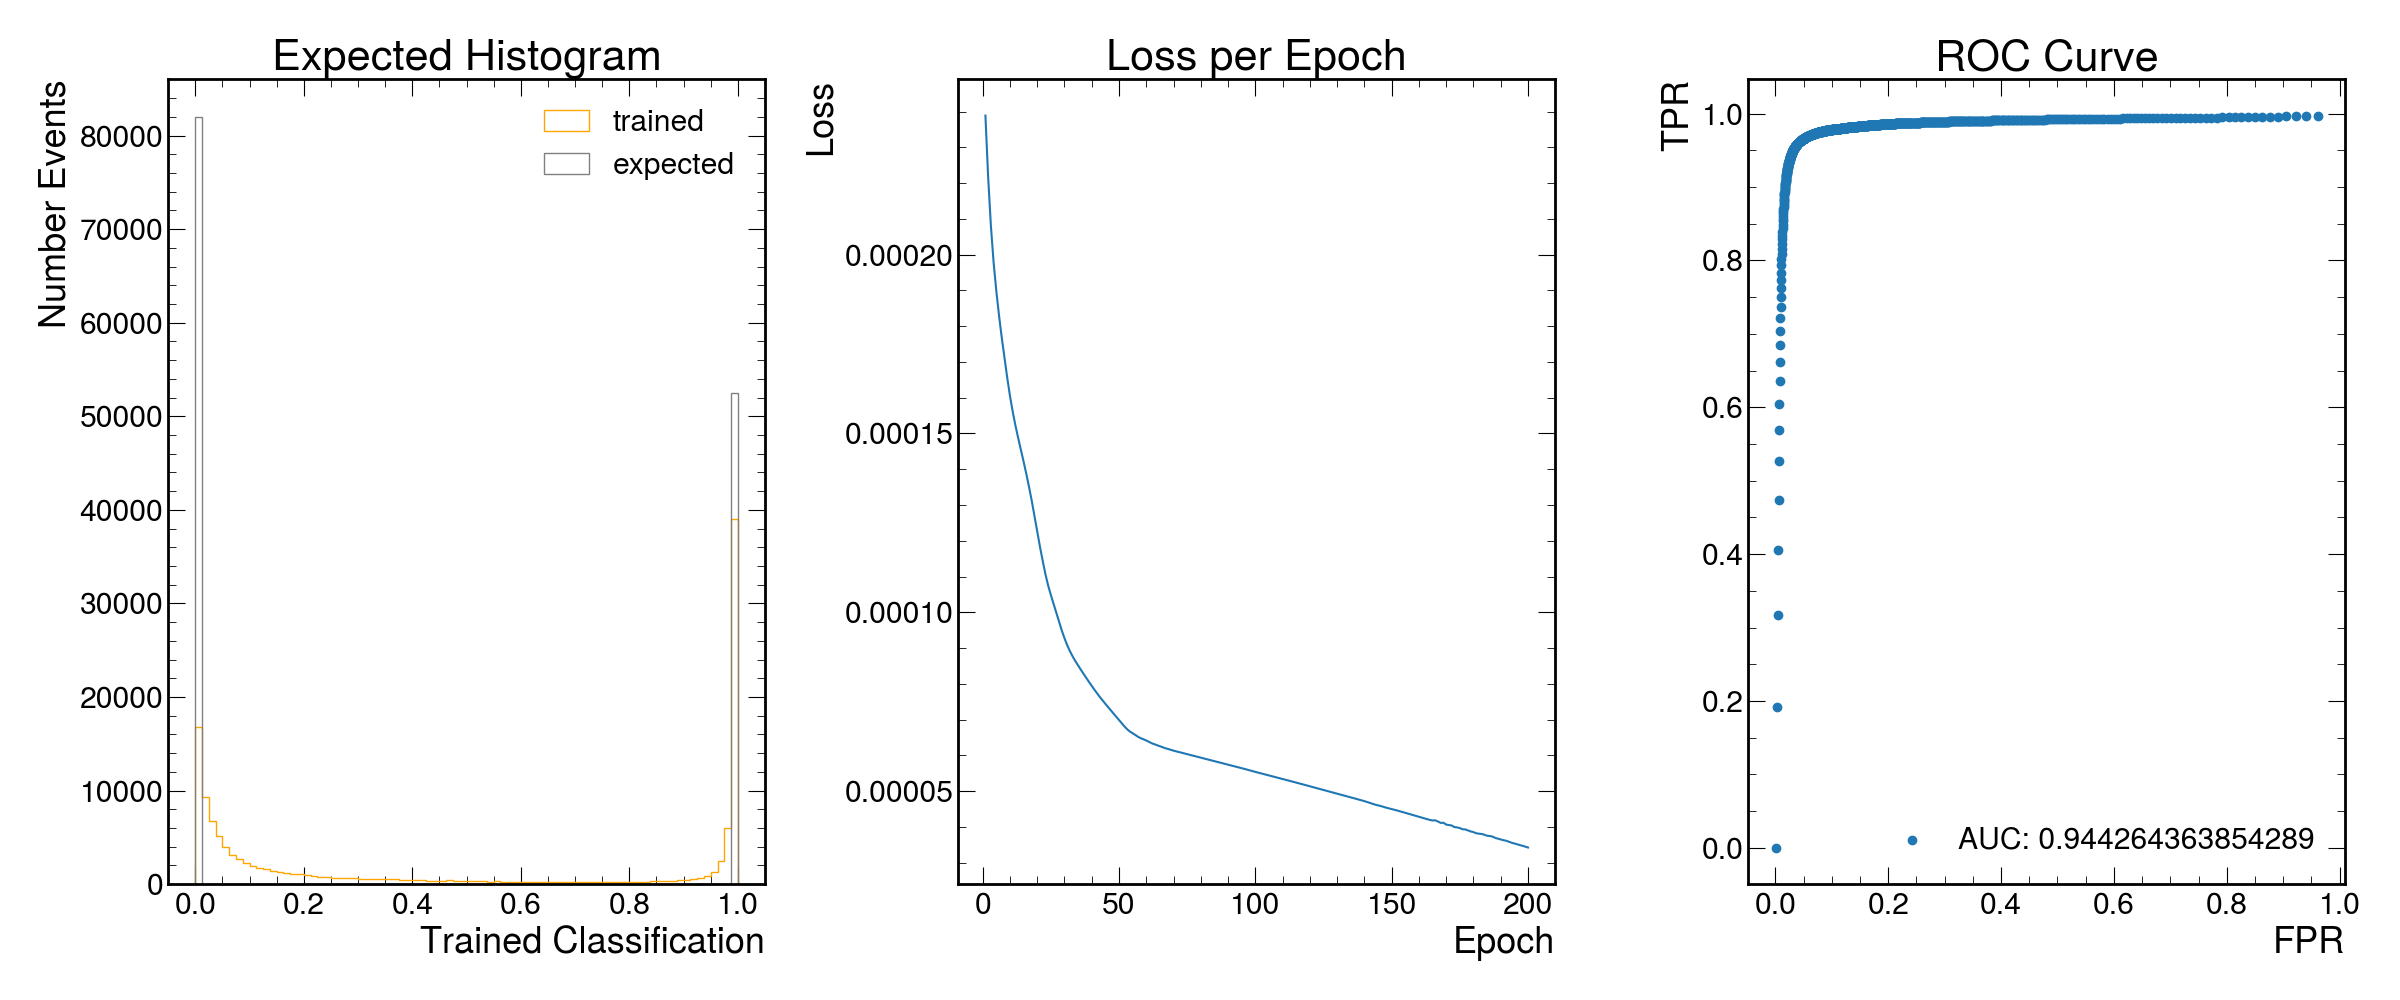 Expected Histogram
Number Events
80000
70000
60000
50000
40000
30000
20000
10000
0
0.0 0.2 0.4 0.6 0.8 1.0
Trained Classification
trained
expected
Loss per Epoch
Loss
0.00020
0.00015
0.00010
0.00005
0 50 100 150 200
Epoch
ROC Curve
TPR
1.0
0.8
0.6
0.4
0.2
0.0
0.0 0.2 0.4 0.6 0.8 1.0
FPR
AUC: 0.944264363854289